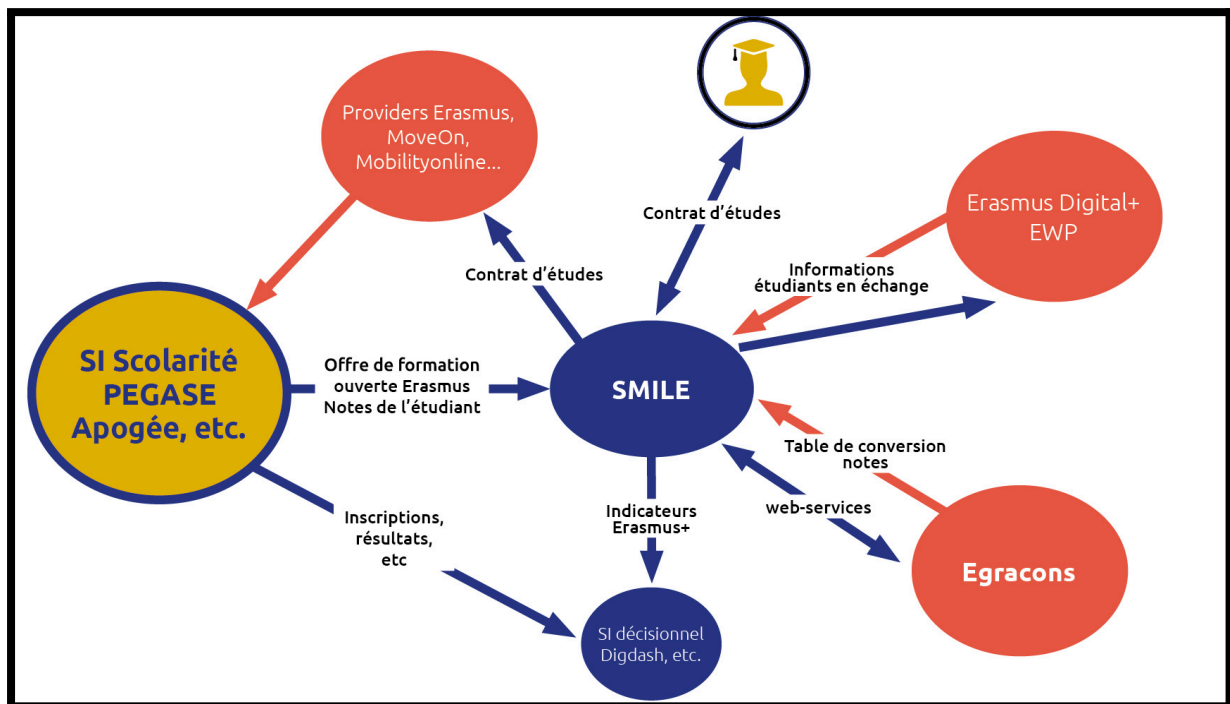 Providers Erasmus,
MoveOn,
Mobilityonline...
Contrat d'études
Erasmus Digital+
EWP
Contrat d'études
Informations
étudiants en échange
SI Scolarité
PEGASE
Apogée, etc.
Offre de formation
ouverte Erasmus
Notes de l'étudiant
SMILE
Table de conversion
notes
web-services
Indicateurs
Erasmus+
Inscriptions,
résultats,
etc
Egracons
SI décisionnel
Digdash, etc.